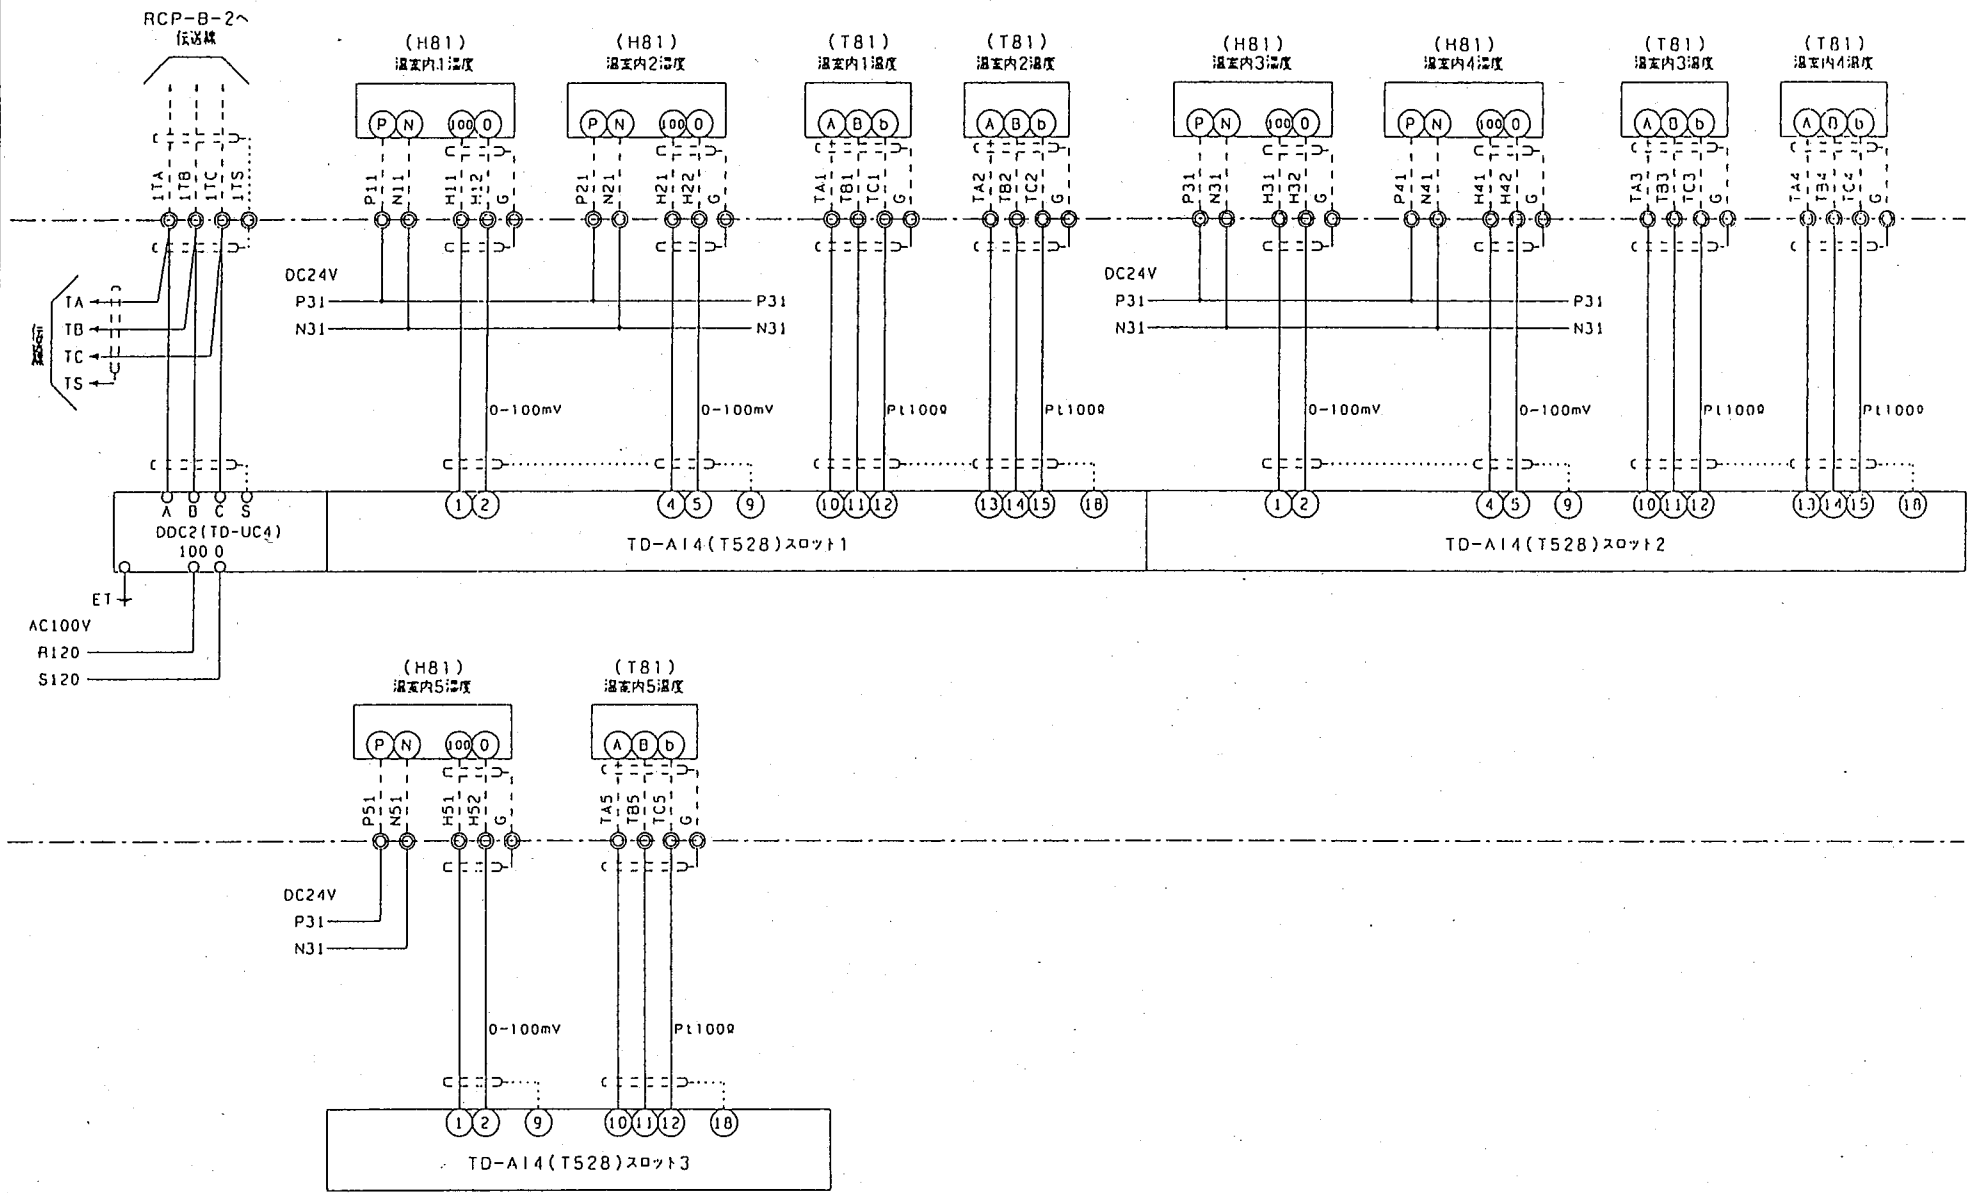 RCP-B-2へ
伝送線
(H81)
温室内1湿度
(H81)
温室内2湿度
(T81)
温室内1温度
(T81)
温室内2温度
(H81)
温室内3湿度
(H81)
温室内4湿度
(T81)
温室内3温度
(T81)
温室内4温度
P N 100 0
P N 100 0
A B b
A B b
P N 100 0
P N 100 0
A B b
A B b
1TA 1TB 1TC 1TS
P11 N11 H11 H12 G
P21 N21 H21 H22 G
TA1 TB1 TC1 G
TA2 TB2 TC2 G
P31 N31 H31 H32 G
P41 N41 H41 H42 G
TA3 TB3 TC3 G
TA4 TB4 TC4 G
TA
TB
TC
TS
DC24V
P31 P31
N31 N31
DC24V
P31 P31
N31 N31
0-100mV
0-100mV
Pt100Ω
Pt100Ω
0-100mV
0-100mV
Pt100Ω
Pt100Ω
A B C S
DDC2(TD-UC4)
100 0
1 2 4 5 9 10 11 12 13 14 15 18
TD-AI4(T528)スロット1
1 2 4 5 9 10 11 12 13 14 15 18
TD-AI4(T528)スロット2
ET
AC100V
R120
S120
(H81)
温室内5湿度
(T81)
温室内5温度
P N 100 0
A B b
P51 N51 H51 H52 G
TA5 TB5 TC5 G
DC24V
P31
N31
0-100mV
Pt100Ω
1 2 9 10 11 12 18
TD-AI4(T528)スロット3